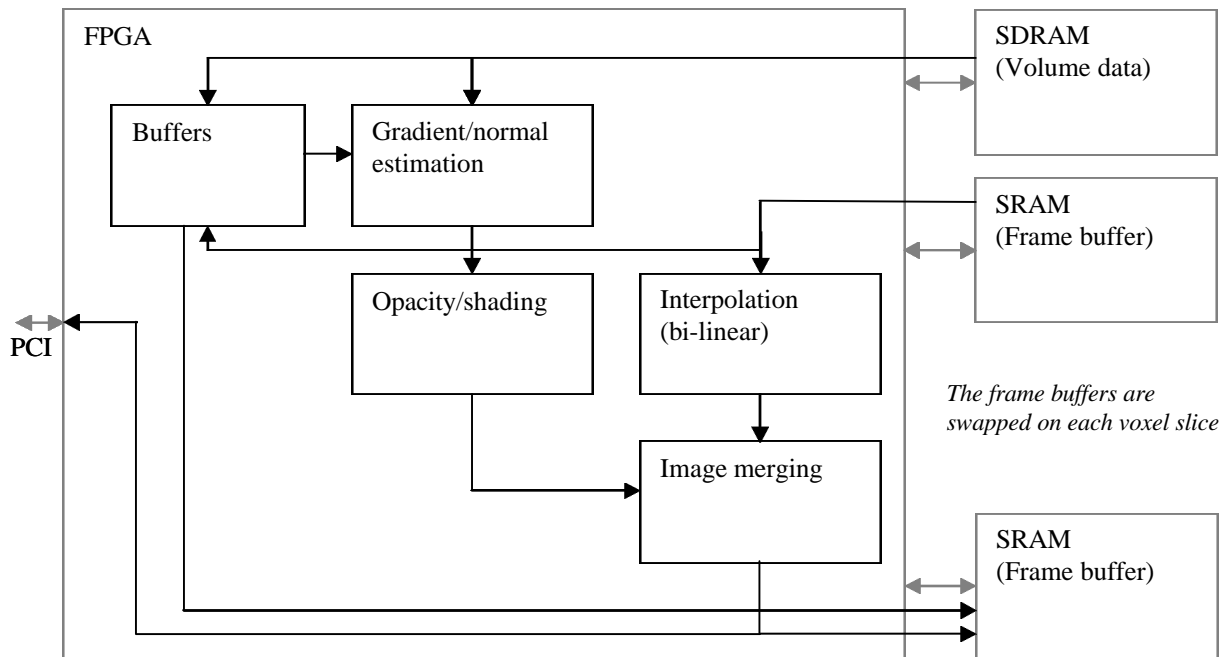 FPGA
SDRAM
(Volume data)
Buffers
Gradient/normal
estimation
SRAM
(Frame buffer)
Opacity/shading
Interpolation
(bi-linear)
PCI
The frame buffers are
swapped on each voxel slice
Image merging
SRAM
(Frame buffer)